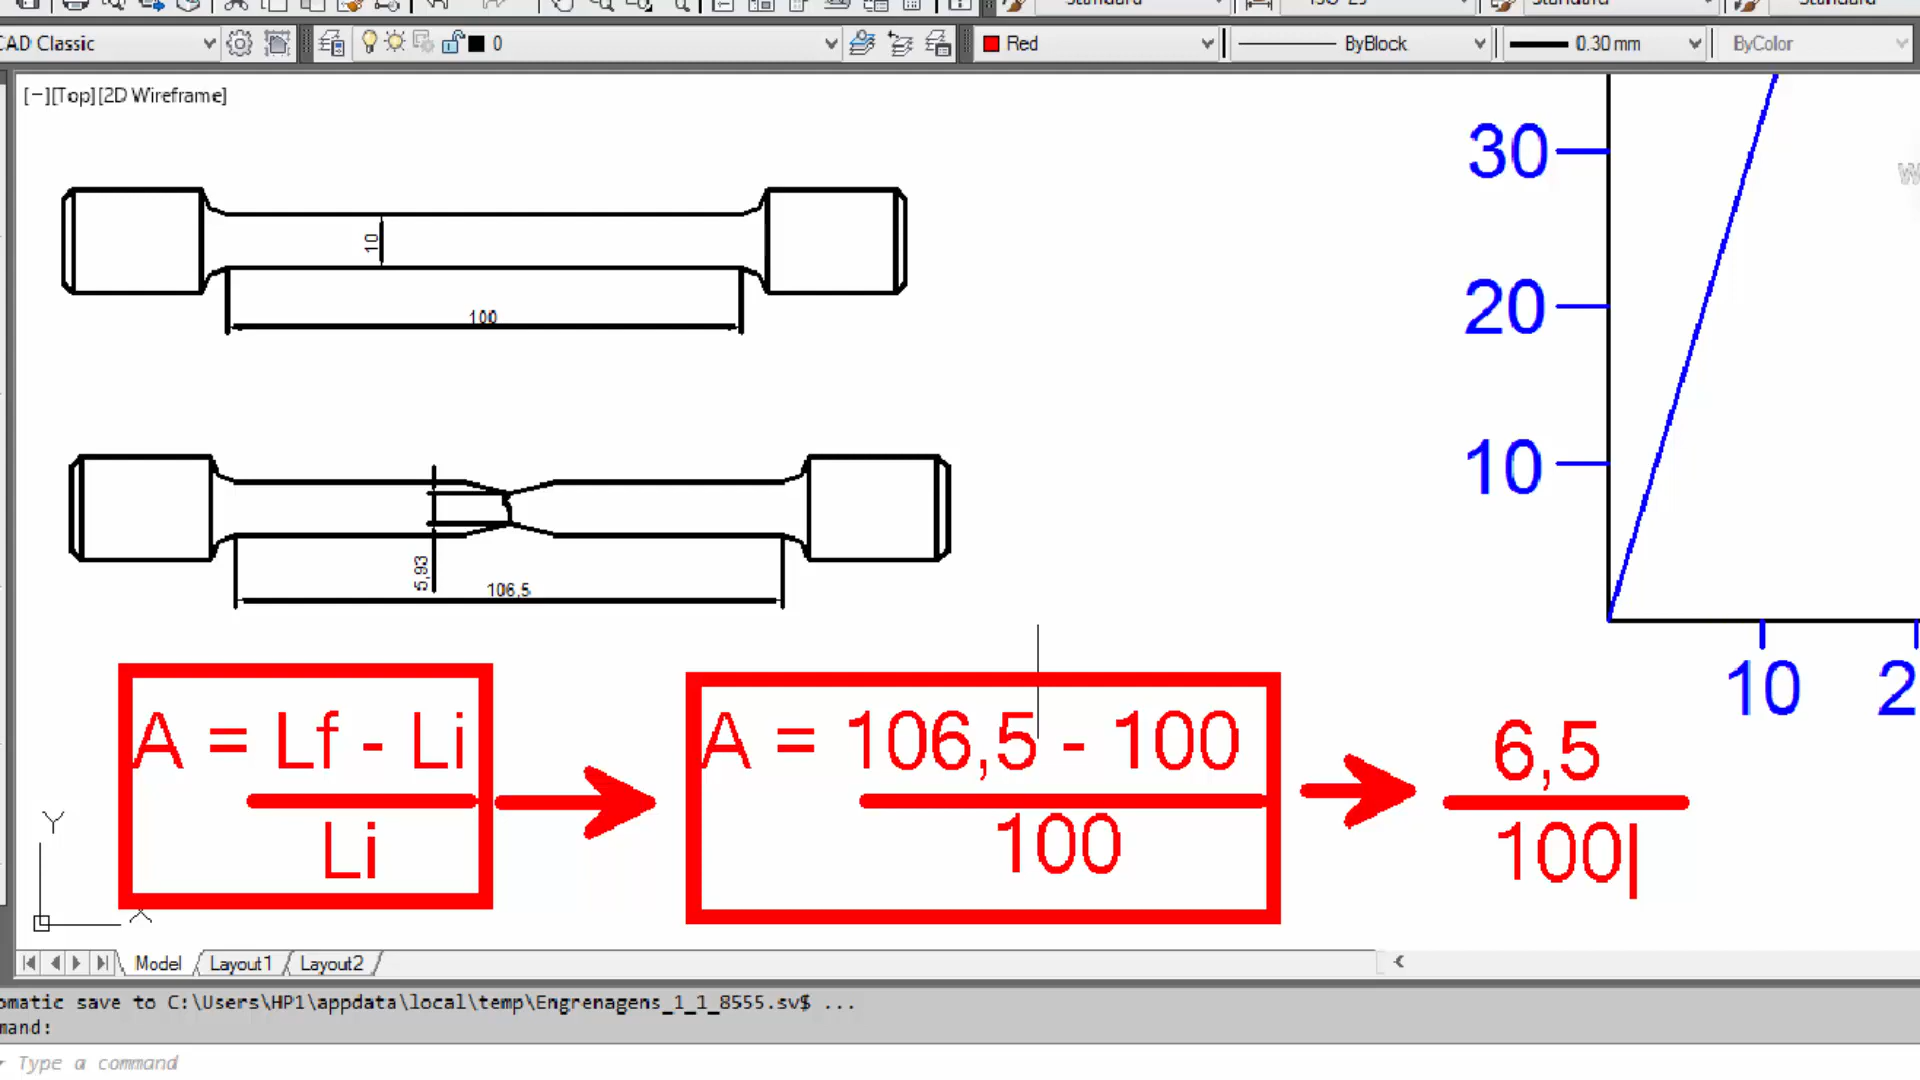 CAD Classic
0
Red
ByBlock
0.30 mm
ByColor
[−][Top][2D Wireframe]
10
100
5,93
106,5
30
20
10
10
2
A = Lf - Li
Li
A = 106,5 - 100
100
6,5
100
Y
X
Model
Layout1
Layout2
omatic save to C:\Users\HP1\appdata\local\temp\Engrenagens_1_1_8555.sv$ ...
mand:
Type a command